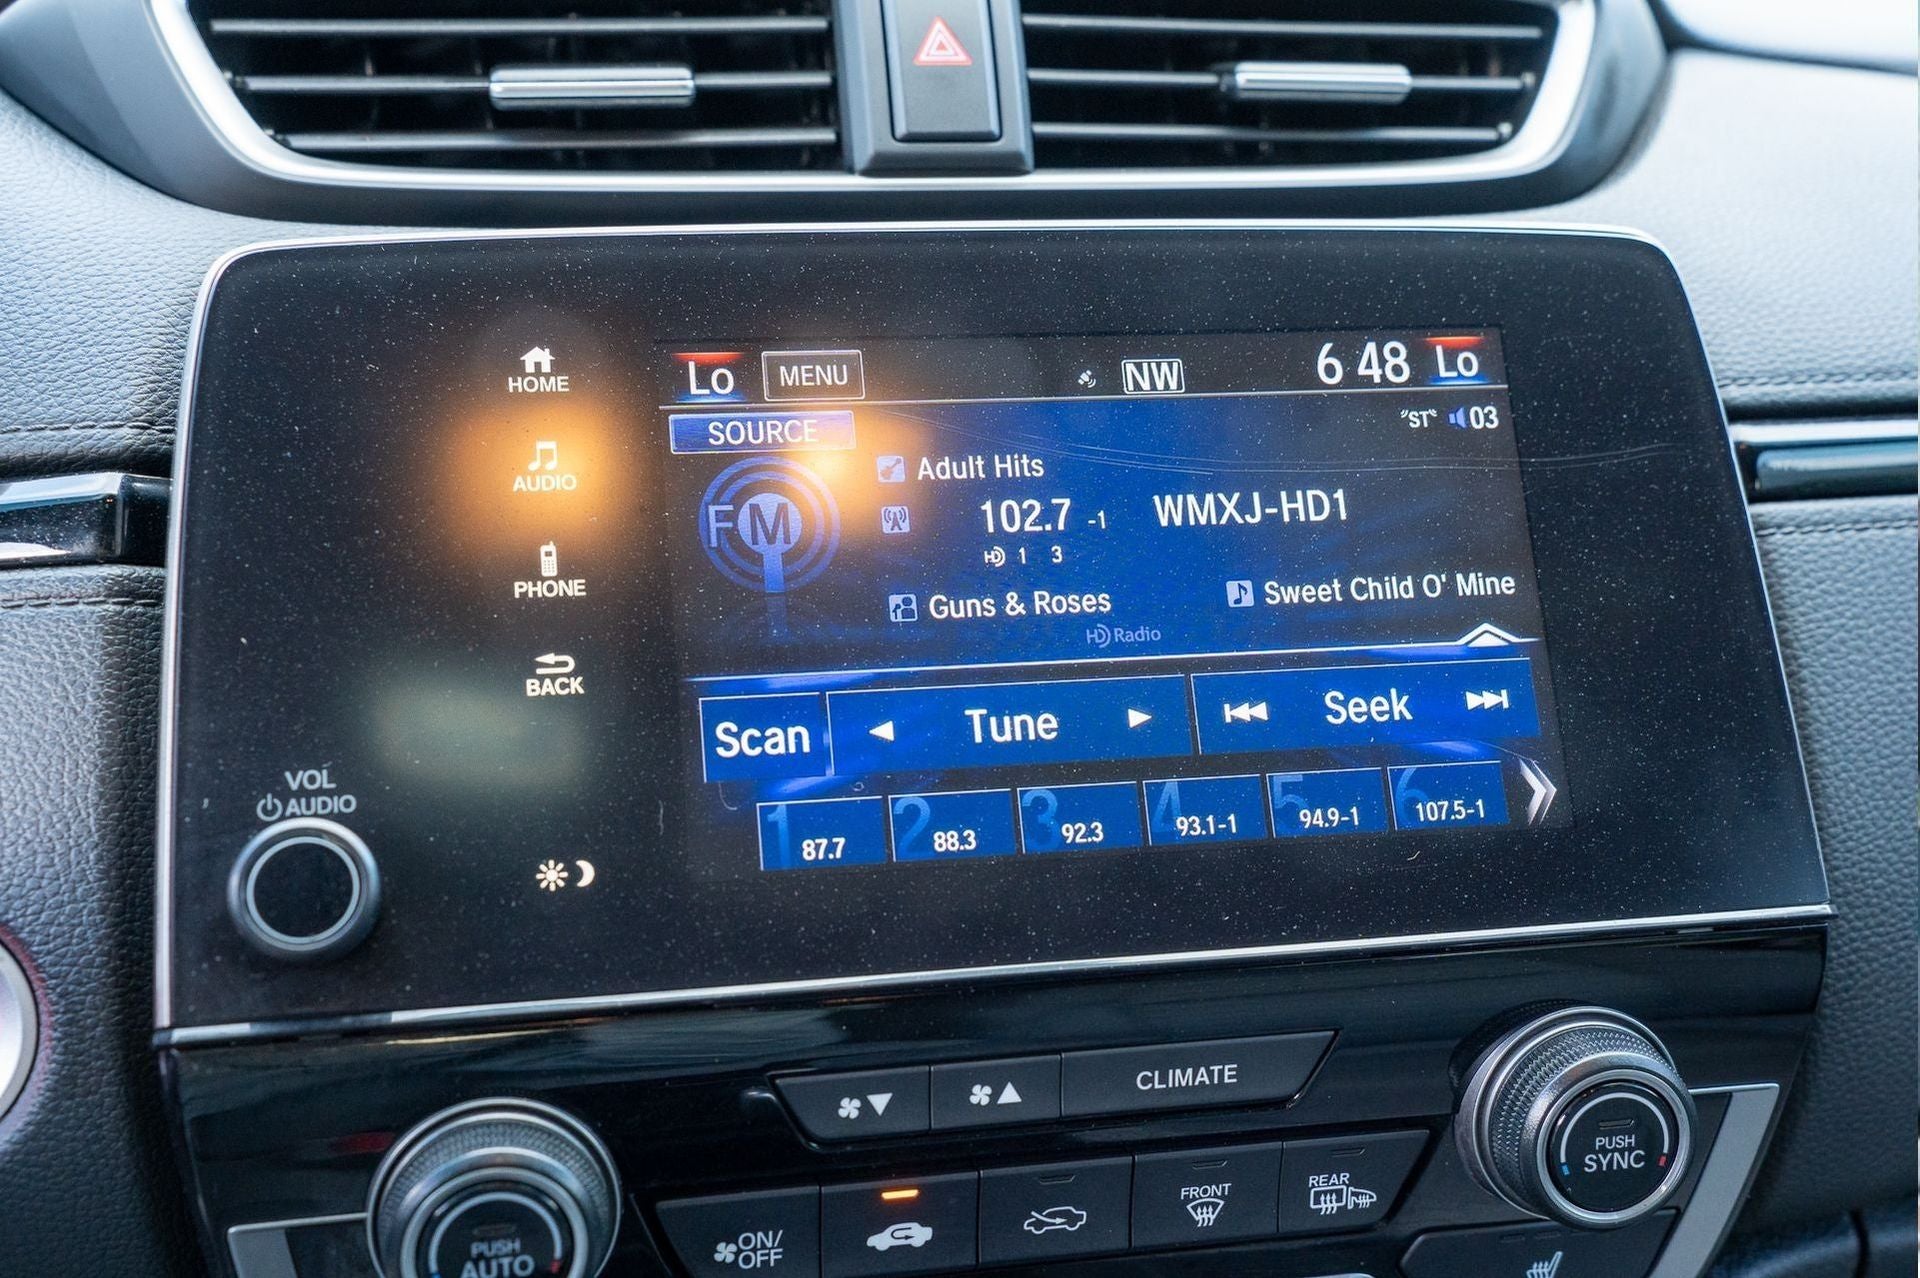 HOME
AUDIO
PHONE
BACK
VOL
AUDIO
Lo MENU NW 6 48 Lo
SOURCE
"ST" 03
Adult Hits
FM
102.7 -1 WMXJ-HD1
HD 1 3
Guns & Roses Sweet Child O' Mine
HD Radio
Scan Tune Seek
1 87.7 2 88.3 3 92.3 4 93.1-1 5 94.9-1 6 107.5-1
CLIMATE
PUSH
SYNC
PUSH
AUTO
ON/
OFF
FRONT
REAR